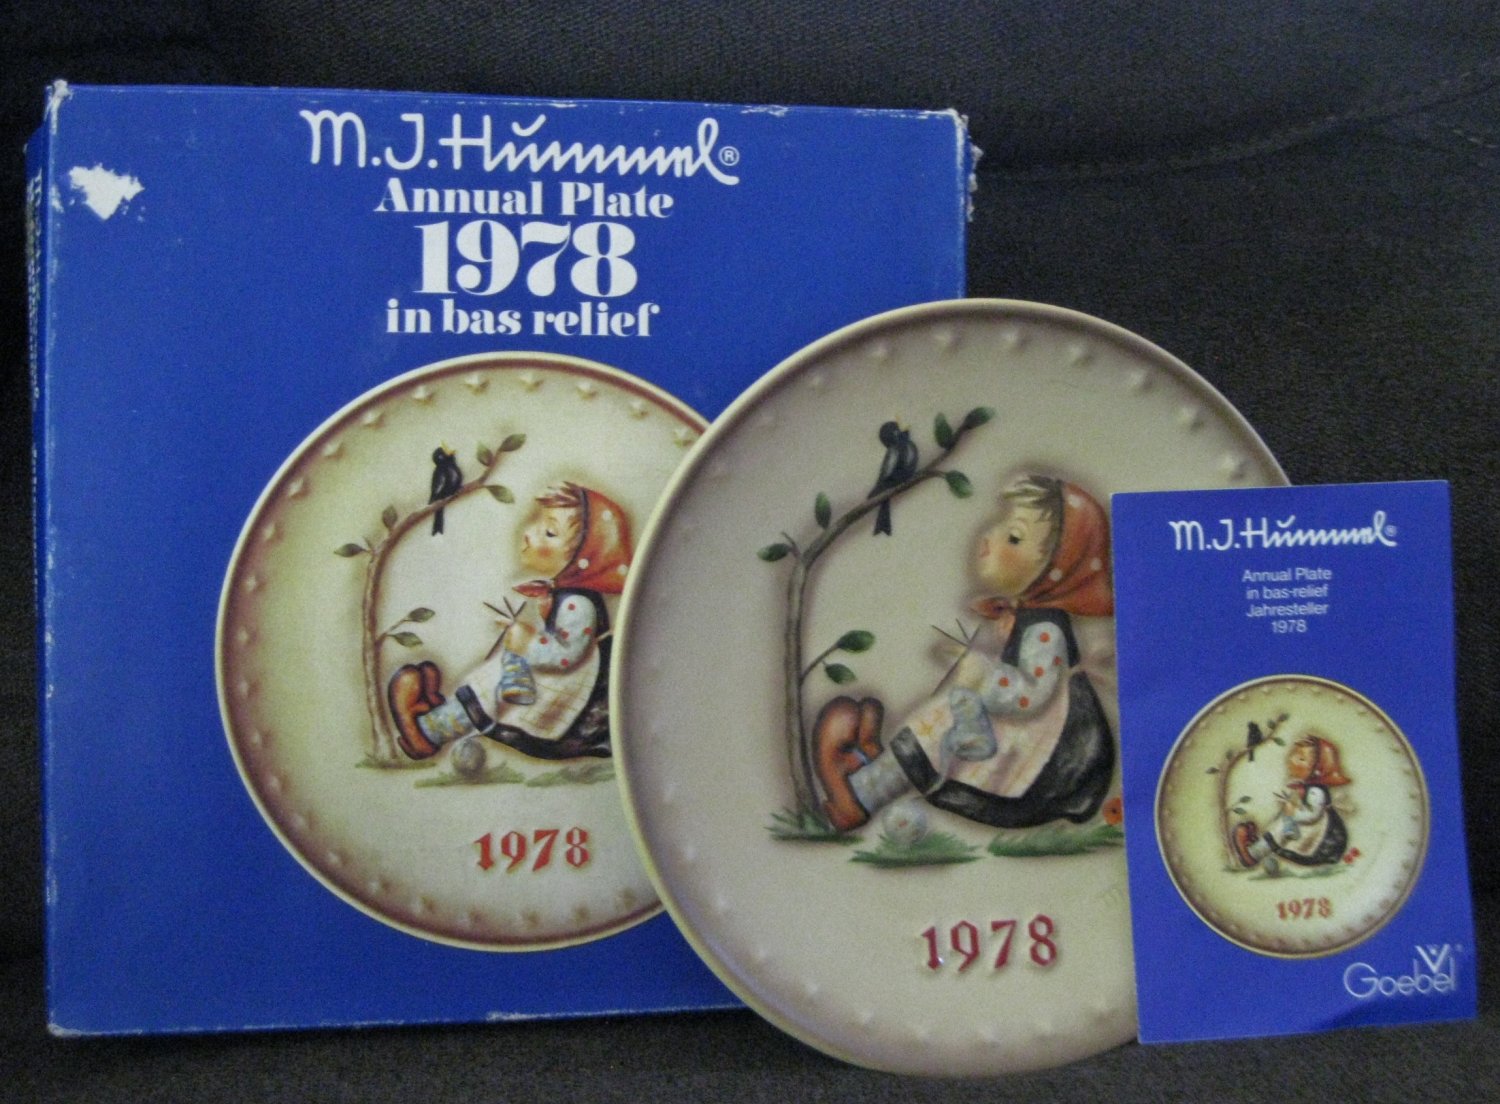 M.J.Hummel®
Annual Plate
1978
in bas relief
1978
1978
M.J.Hummel®
Annual Plate
in bas-relief
Jahresteller
1978
1978
Goebel